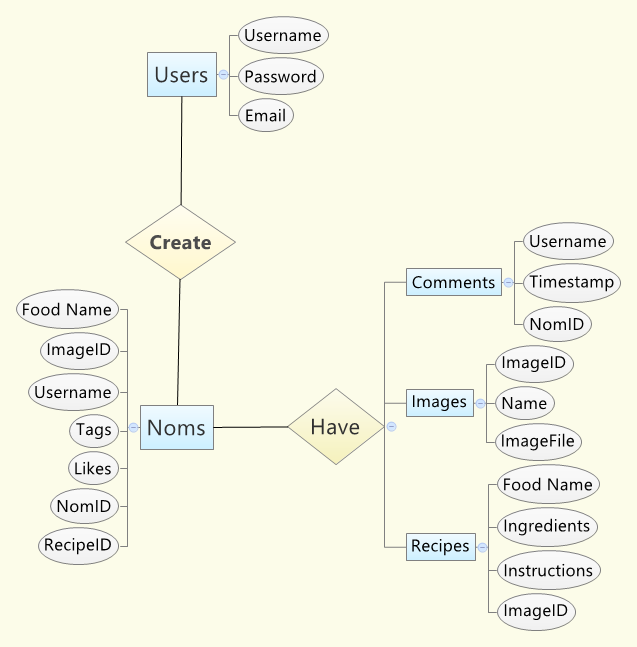 Users
Username
Password
Email
Create
Noms
Food Name
ImageID
Username
Tags
Likes
NomID
RecipeID
Have
Comments
Username
Timestamp
NomID
Images
ImageID
Name
ImageFile
Recipes
Food Name
Ingredients
Instructions
ImageID